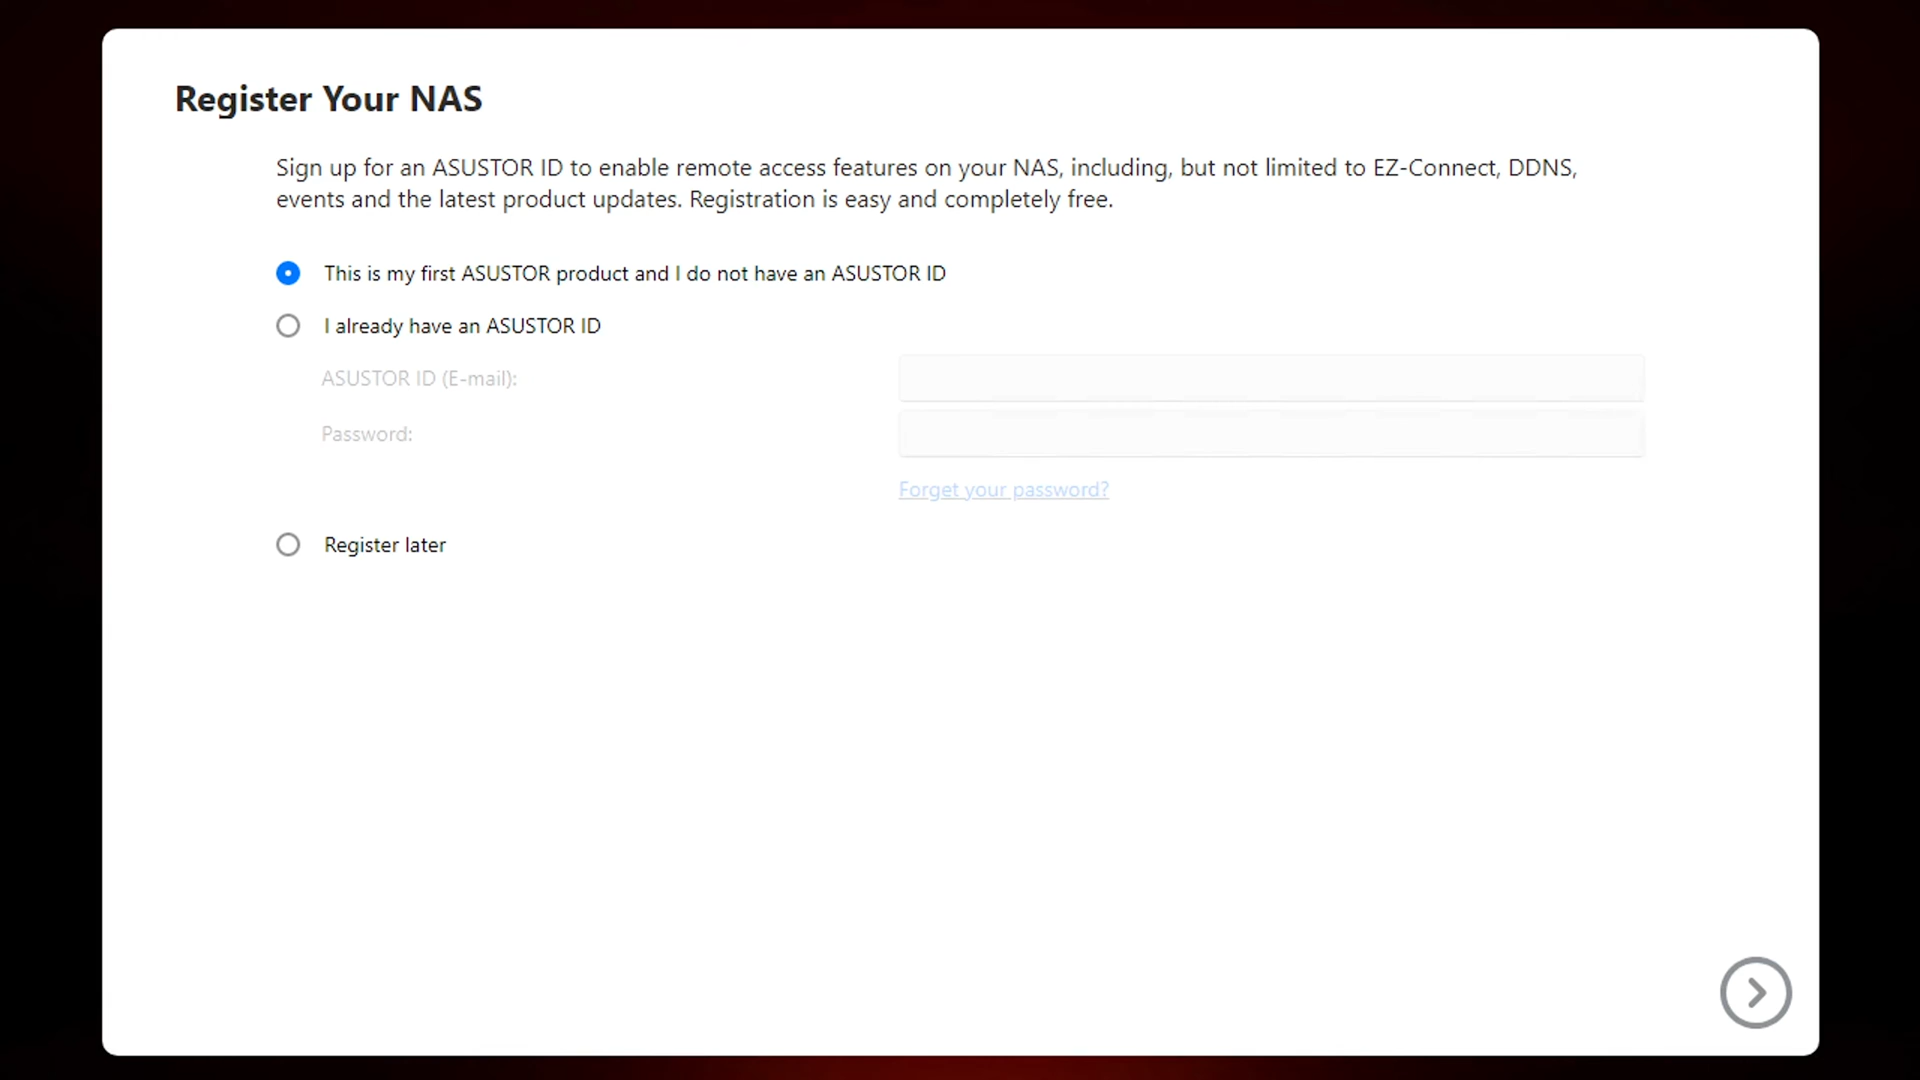 Register Your NAS
Sign up for an ASUSTOR ID to enable remote access features on your NAS, including, but not limited to EZ-Connect, DDNS,
events and the latest product updates. Registration is easy and completely free.
This is my first ASUSTOR product and I do not have an ASUSTOR ID
I already have an ASUSTOR ID
ASUSTOR ID (E-mail):
Password:
Forget your password?
Register later